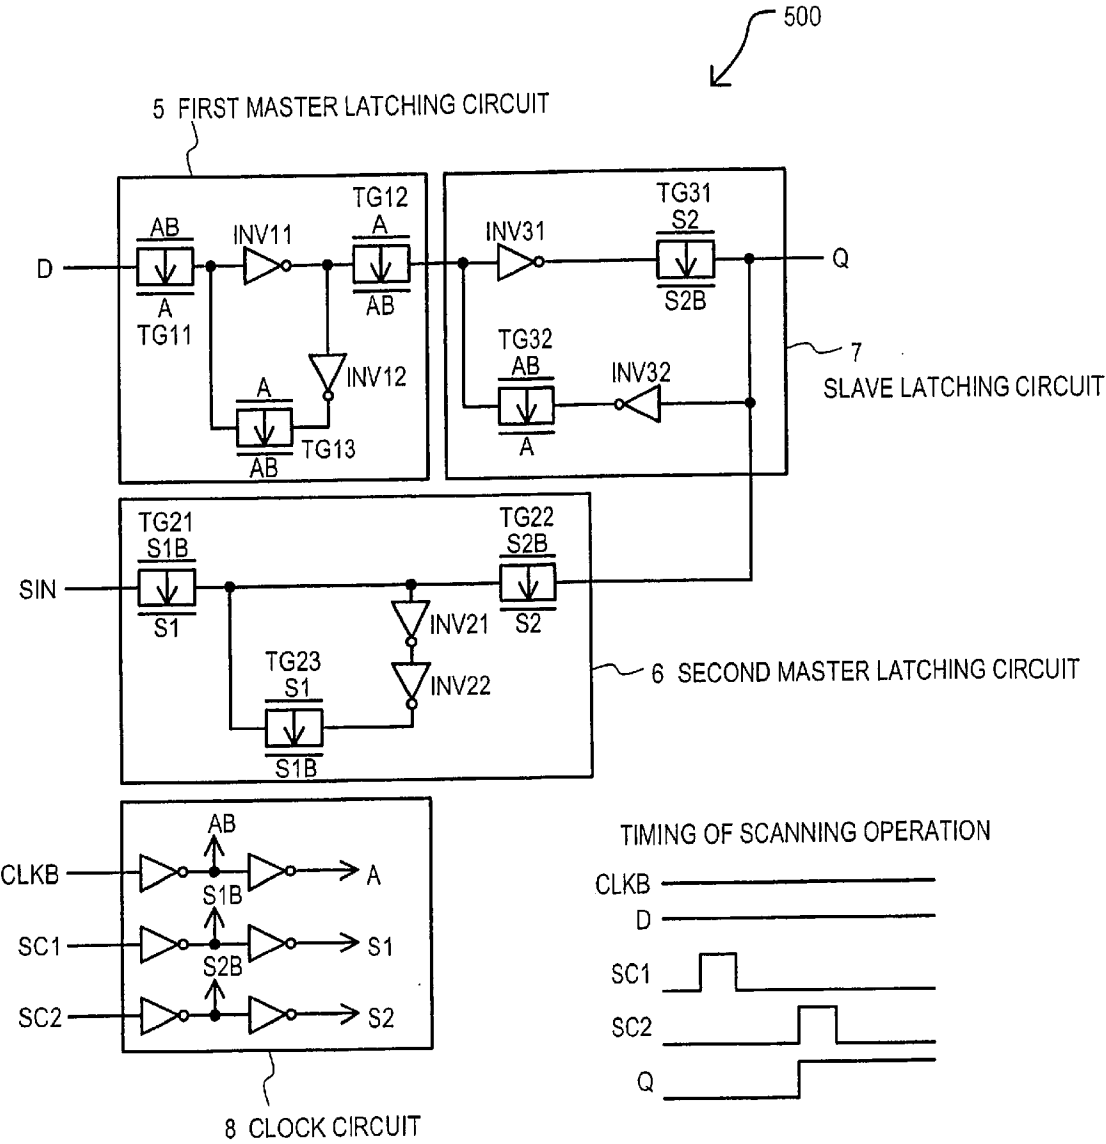 500
5 FIRST MASTER LATCHING CIRCUIT
TG12
TG31
AB
A
S2
INV11
INV31
D
Q
A
AB
S2B
TG11
TG32
7
AB
INV32
INV12
SLAVE LATCHING CIRCUIT
A
TG13
AB
A
TG21
TG22
S1B
S2B
SIN
S1
S2
INV21
TG23
6 SECOND MASTER LATCHING CIRCUIT
S1
INV22
S1B
AB
TIMING OF SCANNING OPERATION
CLKB
A
CLKB
S1B
D
SC1
S1
S2B
SC1
SC2
S2
SC2
Q
8 CLOCK CIRCUIT